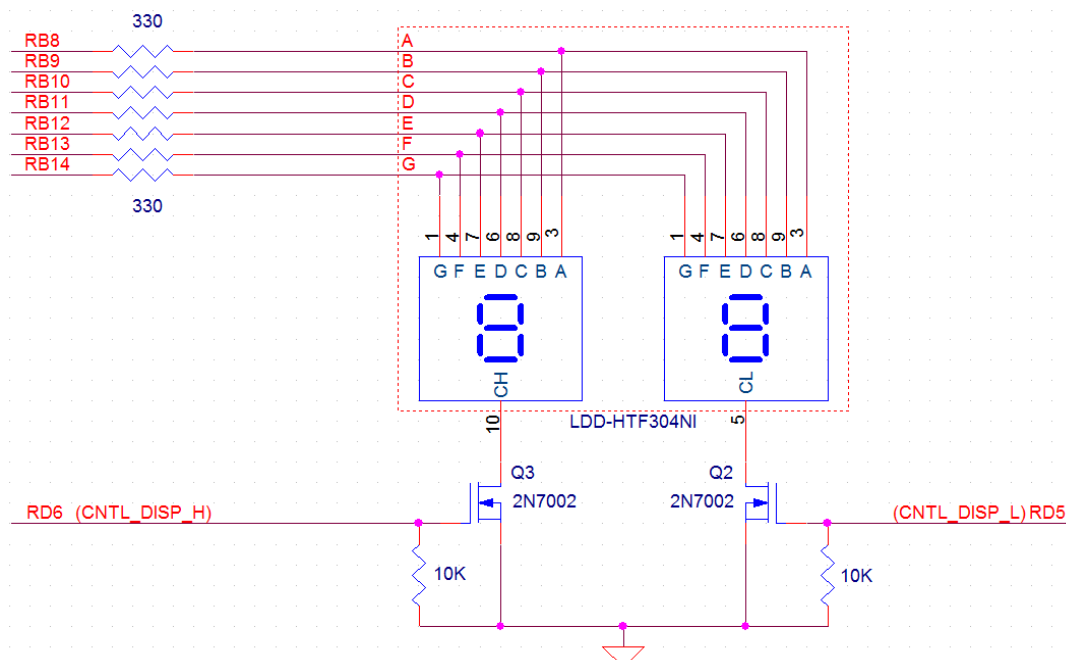 330
RB8 A
RB9 B
RB10 C
RB11 D
RB12 E
RB13 F
RB14 G
330
1 4 7 6 8 9 3
1 4 7 6 8 9 3
G F E D C B A
G F E D C B A
CH
CL
10
5
LDD-HTF304NI
Q3
2N7002
Q2
2N7002
RD6 (CNTL_DISP_H)
(CNTL_DISP_L) RD5
10K
10K